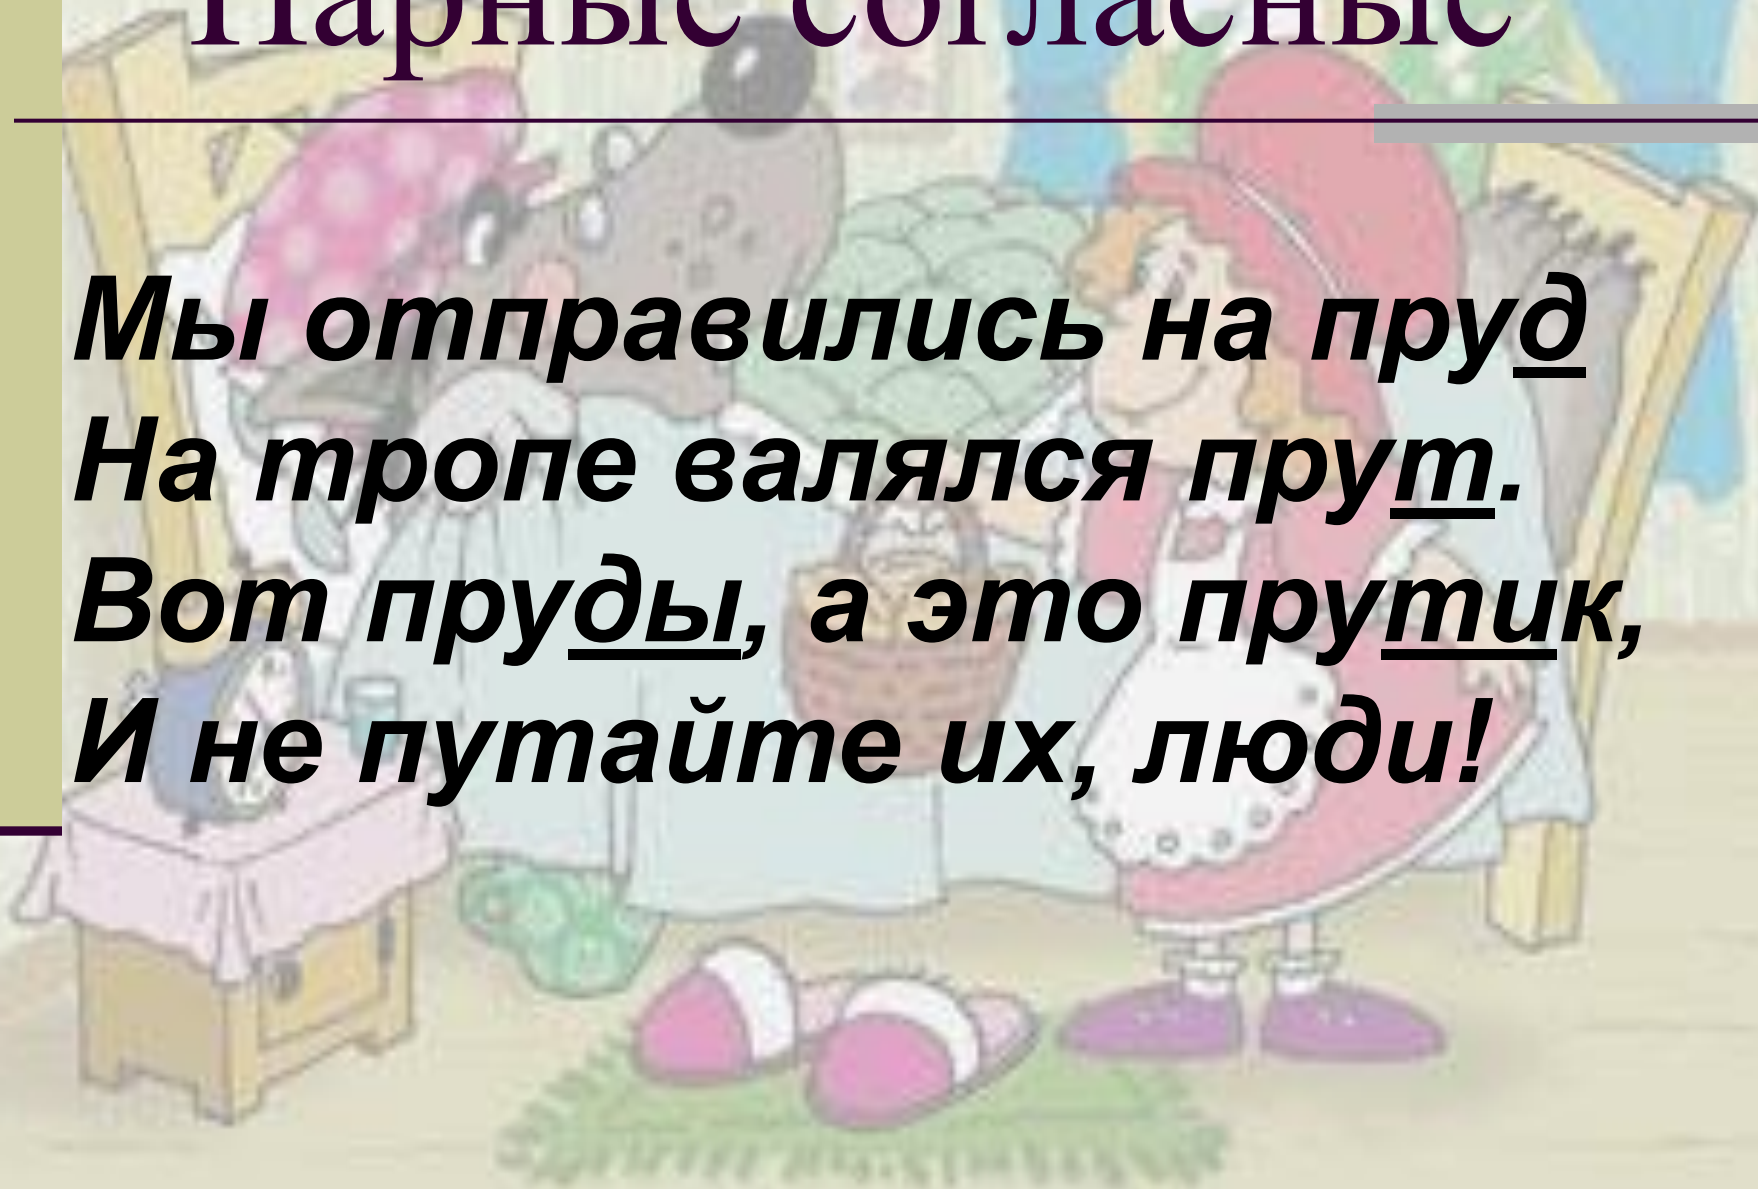 Парные согласные
Мы отправились на пруд
На тропе валялся прут.
Вот пруды, а это прутик,
И не путайте их, люди!